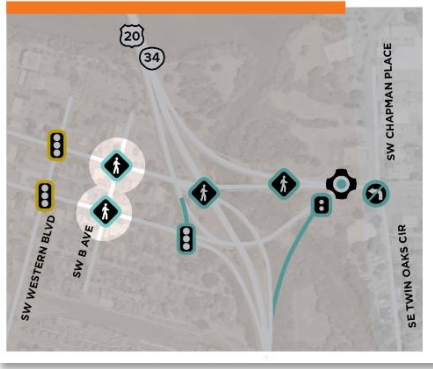 20
34
SW CHAPMAN PLACE
SW WESTERN BLVD
SW B AVE
SE TWIN OAKS CIR